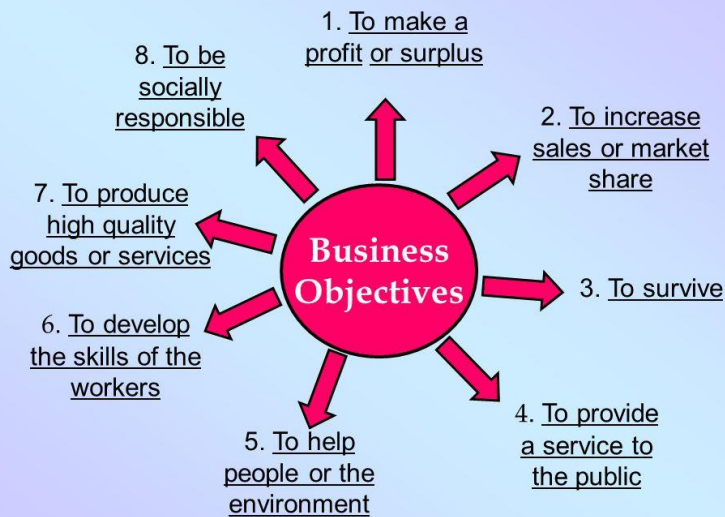 Business
Objectives
1. To make a
profit or surplus
2. To increase
sales or market
share
3. To survive
4. To provide
a service to
the public
5. To help
people or the
environment
6. To develop
the skills of the
workers
7. To produce
high quality
goods or services
8. To be
socially
responsible